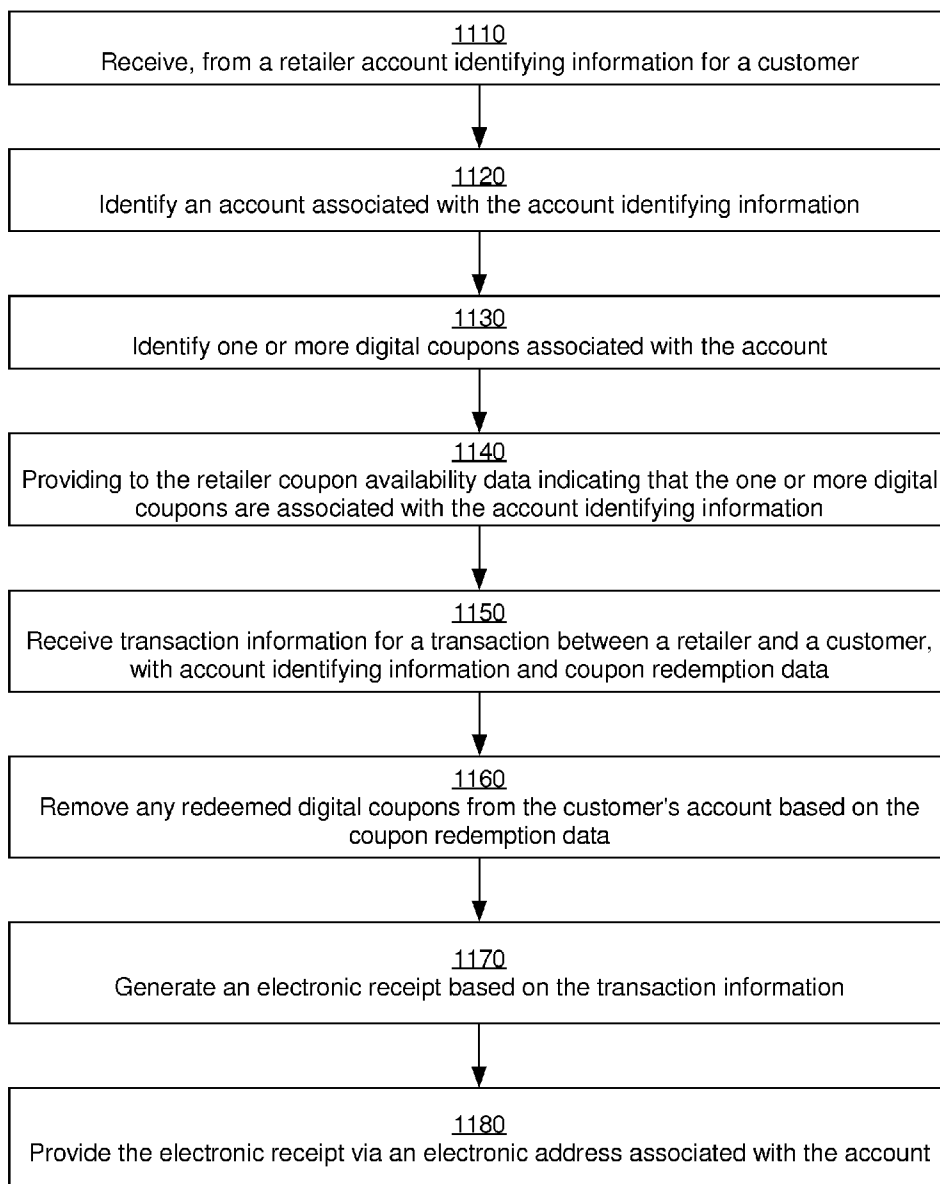 1110
Receive, from a retailer account identifying information for a customer
1120
Identify an account associated with the account identifying information
1130
Identify one or more digital coupons associated with the account
1140
Providing to the retailer coupon availability data indicating that the one or more digital
coupons are associated with the account identifying information
1150
Receive transaction information for a transaction between a retailer and a customer,
with account identifying information and coupon redemption data
1160
Remove any redeemed digital coupons from the customer's account based on the
coupon redemption data
1170
Generate an electronic receipt based on the transaction information
1180
Provide the electronic receipt via an electronic address associated with the account